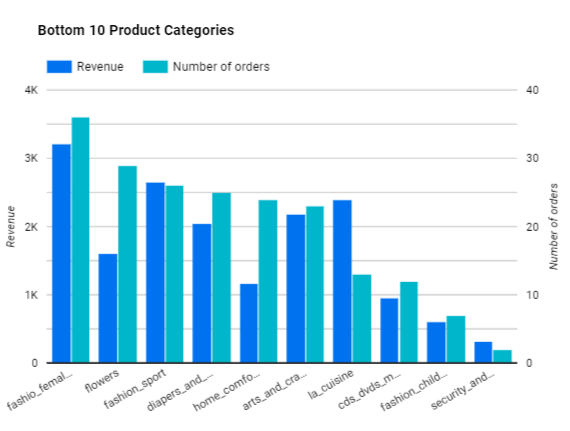 Bottom 10 Product Categories
Revenue
Number of orders
4K
3K
2K
1K
0
Revenue
40
30
20
10
0
Number of orders
fashio_femal...
flowers
fashion_sport
diapers_and_...
home_comfo...
arts_and_cra...
la_cuisine
cds_dvds_m...
fashion_child...
security_and...